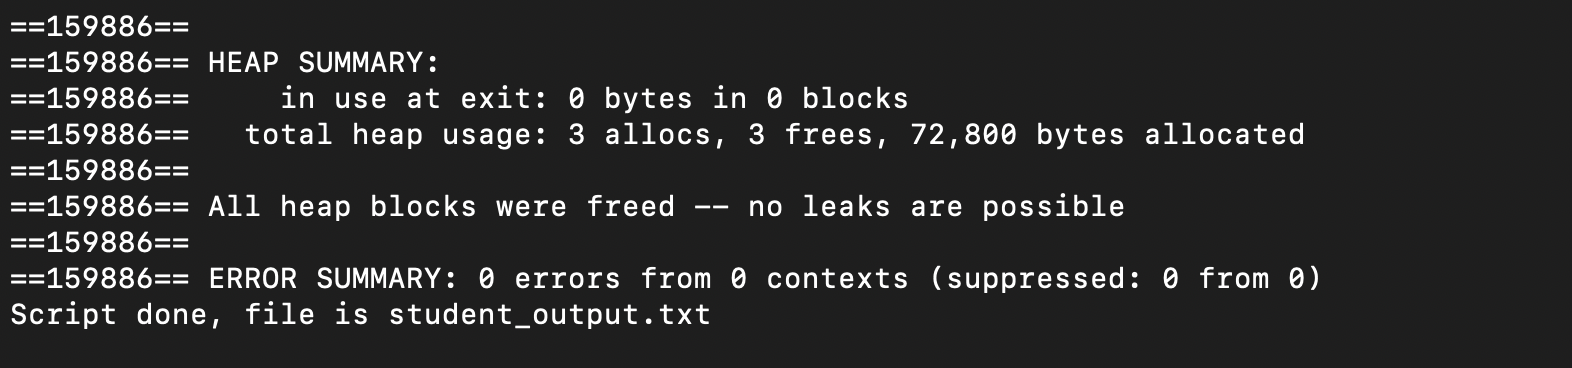 ==159886==
==159886== HEAP SUMMARY:
==159886==     in use at exit: 0 bytes in 0 blocks
==159886==   total heap usage: 3 allocs, 3 frees, 72,800 bytes allocated
==159886==
==159886== All heap blocks were freed -- no leaks are possible
==159886==
==159886== ERROR SUMMARY: 0 errors from 0 contexts (suppressed: 0 from 0)
Script done, file is student_output.txt